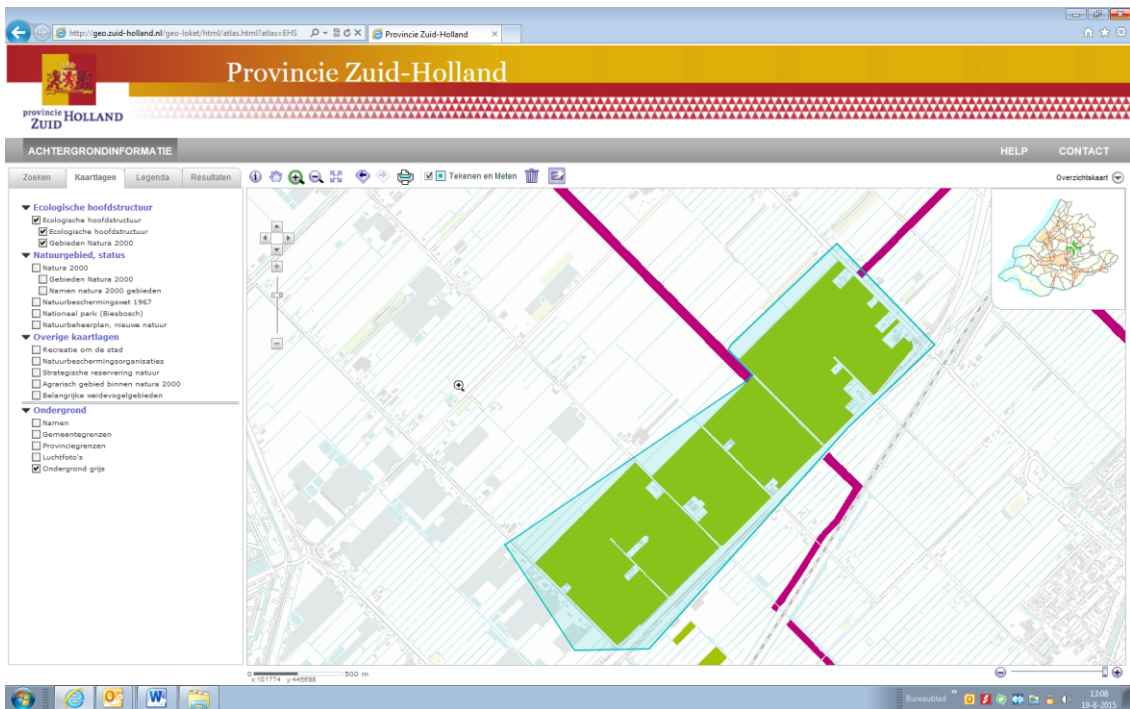 http://geo.zuid-holland.nl/geo-loket/html/atlas.html?atlas=EHS
Provincie Zuid-Holland
Provincie Zuid-Holland
provincie HOLLAND
ZUID
ACHTERGRONDINFORMATIE
HELP
CONTACT
Zoeken
Kaartlagen
Legenda
Resultaten
Tekenen en Meten
Overzichtskaart
Ecologische hoofdstructuur
Ecologische hoofdstructuur
Ecologische hoofdstructuur
Gebieden Natura 2000
Natuurgebied, status
Natura 2000
Gebieden Natura 2000
Namen natura 2000 gebieden
Natuurbeschermingswet 1967
Nationaal park (Biesbosch)
Natuurbeheerplan, nieuwe natuur
Overige kaartlagen
Recreatie om de stad
Natuurbeschermingsorganisaties
Strategische reservering natuur
Agrarisch gebied binnen natura 2000
Belangrijke weidevogelgebieden
Ondergrond
Namen
Gemeentegrenzen
Provinciegrenzen
Luchtfoto's
Ondergrond grijs
0 500 m
x:101774 y:445698
Bureaublad
13:08
19-8-2015